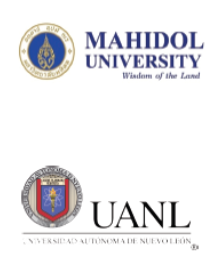 MAHIDOL
UNIVERSITY
Wisdom of the Land
UANL
UNIVERSIDAD AUTÓNOMA DE NUEVO LEÓN
®